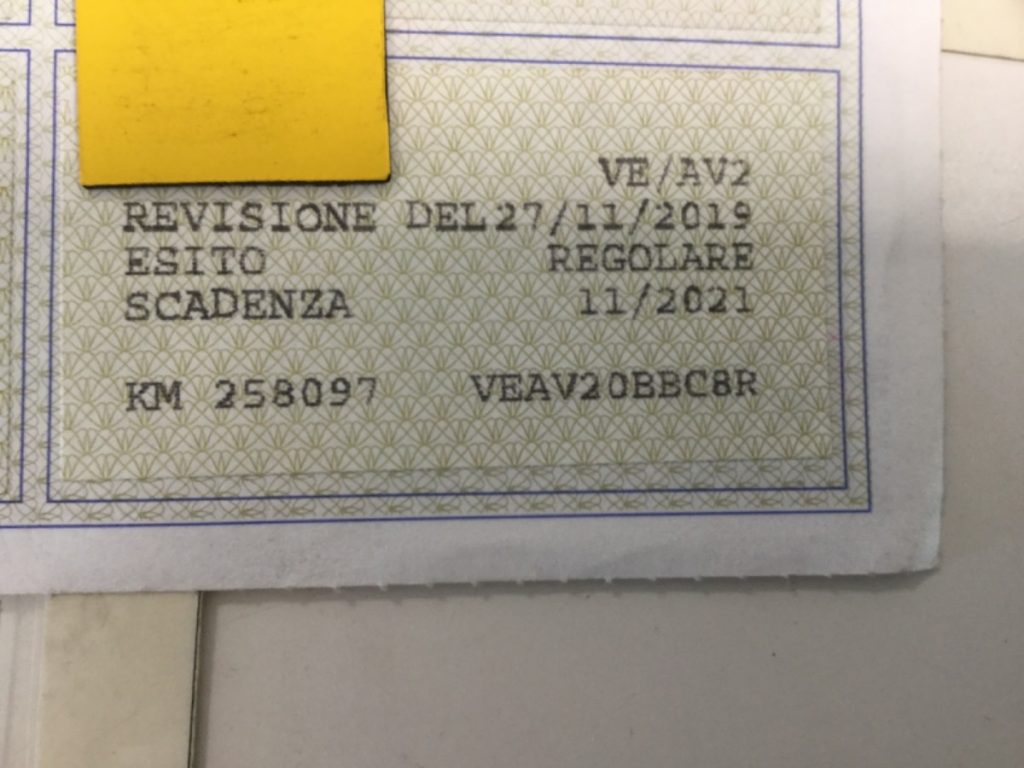 VE/AV2
REVISIONE DEL27/11/2019
ESITO REGOLARE
SCADENZA 11/2021
KM 258097 VEAV20BBC8R